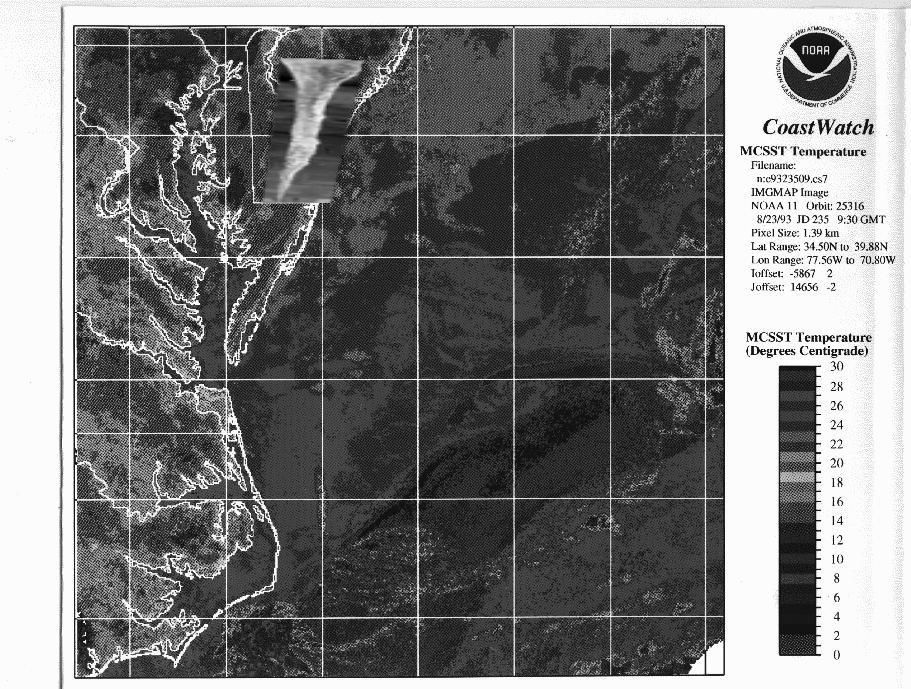 NATIONAL OCEANIC AND ATMOSPHERIC ADMINISTRATION
U.S. DEPARTMENT OF COMMERCE
NOAA
CoastWatch
MCSST Temperature
Filename:
n:c9323509.cs7
IMGMAP Image
NOAA 11 Orbit: 25316
8/23/93 JD 235 9:30 GMT
Pixel Size: 1.39 km
Lat Range: 34.50N to 39.88N
Lon Range: 77.56W to 70.80W
Ioffset: -5867 2
Joffset: 14656 -2
MCSST Temperature
(Degrees Centigrade)
30
28
26
24
22
20
18
16
14
12
10
8
6
4
2
0